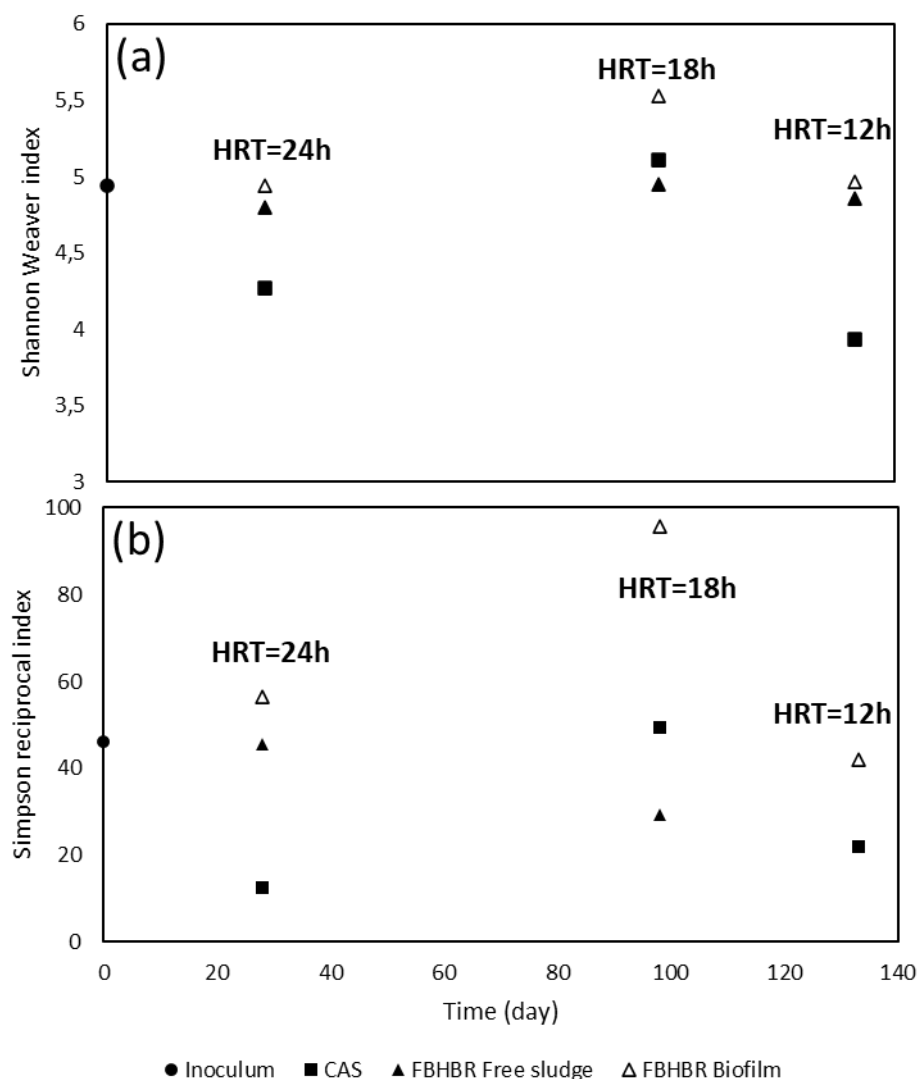 (a)
6
5,5
5
4,5
4
3,5
3
Shannon Weaver index
HRT=24h
HRT=18h
HRT=12h
(b)
100
80
60
40
20
0
Simpson reciprocal index
HRT=24h
HRT=18h
HRT=12h
0 20 40 60 80 100 120 140
Time (day)
Inoculum CAS FBHBR Free sludge FBHBR Biofilm